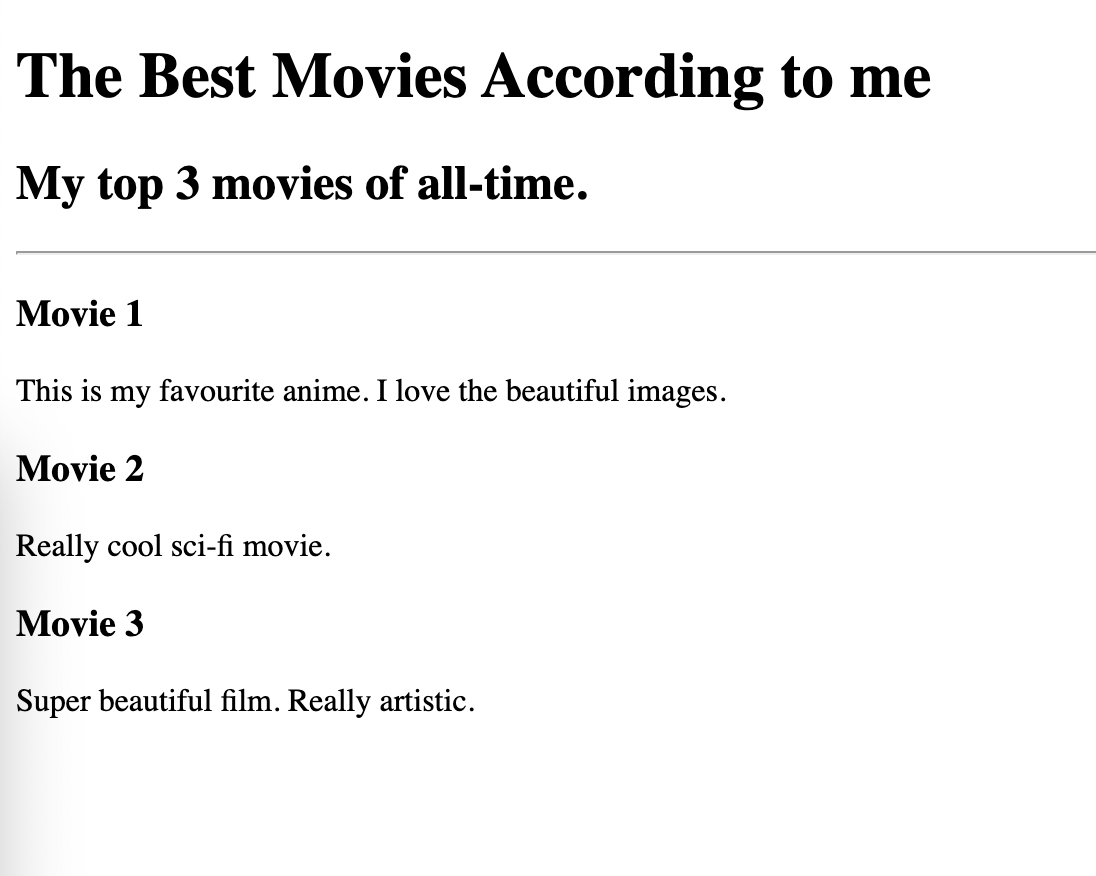 The Best Movies According to me
My top 3 movies of all-time.
Movie 1
This is my favourite anime. I love the beautiful images.
Movie 2
Really cool sci-fi movie.
Movie 3
Super beautiful film. Really artistic.